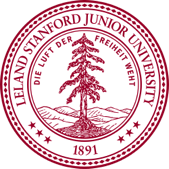 LELAND STANFORD JUNIOR UNIVERSITY
DIE LUFT DER FREIHEIT WEHT
1891